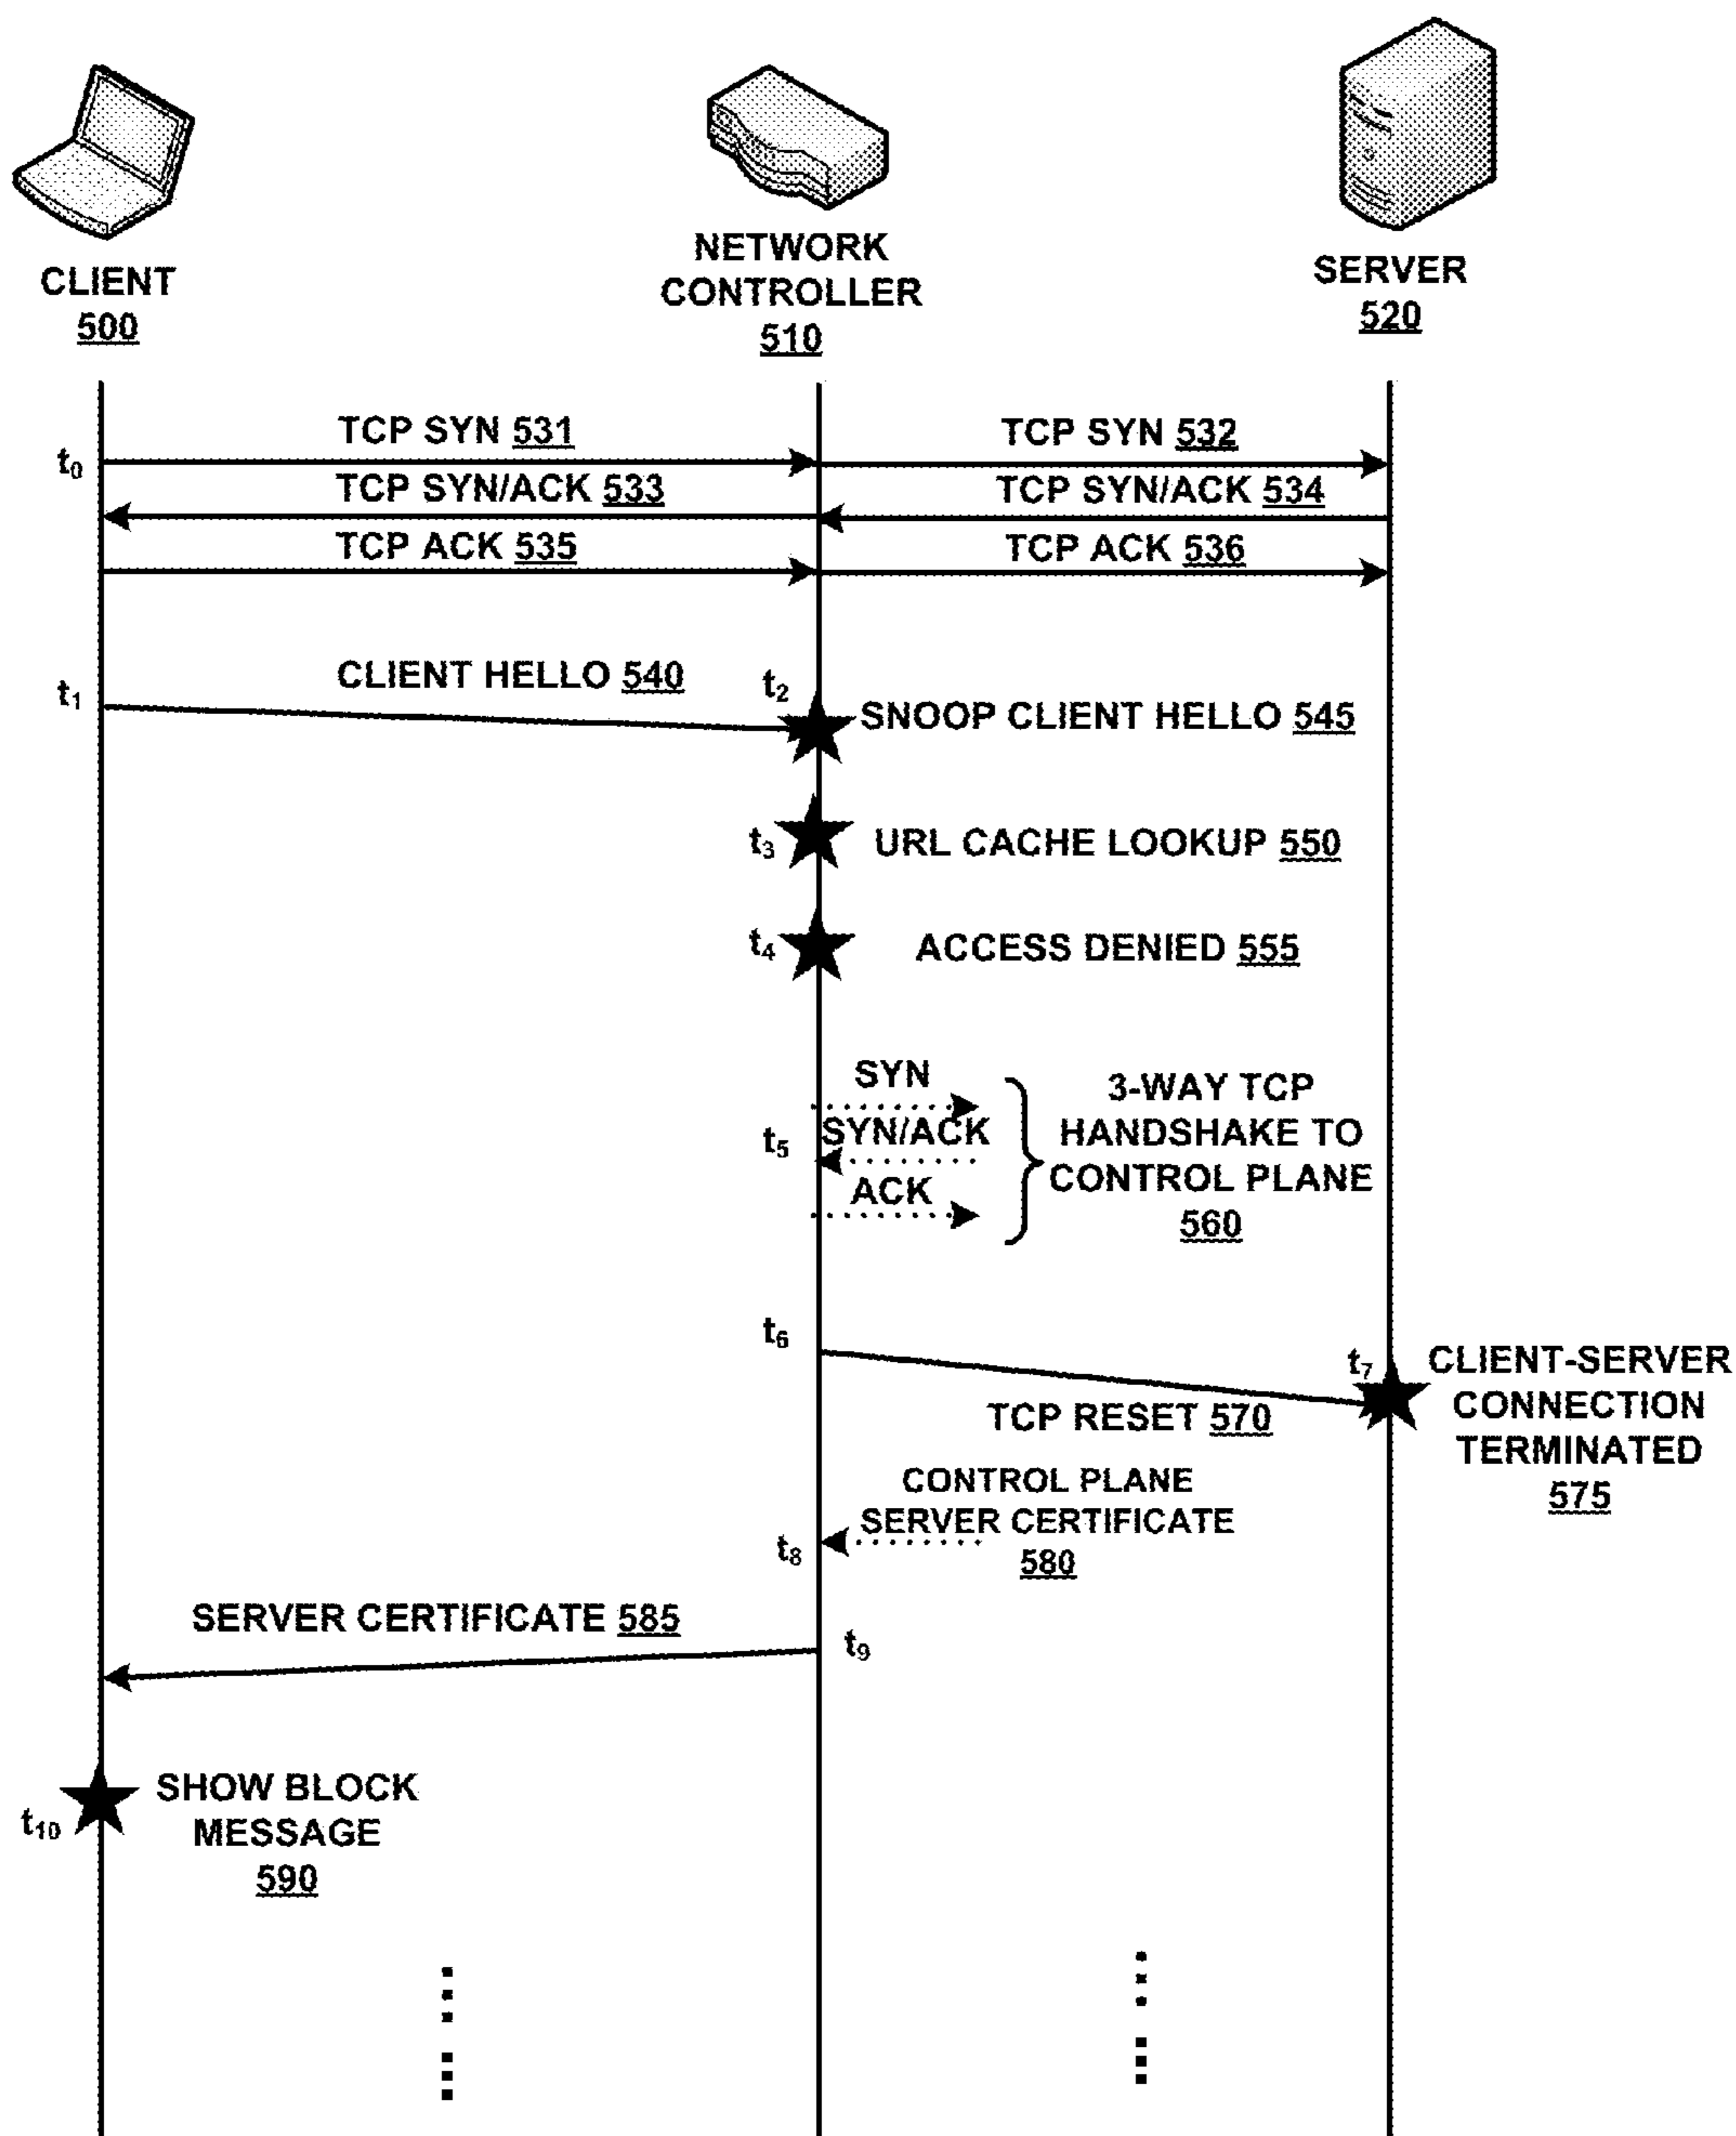 CLIENT
500
NETWORK
CONTROLLER
510
SERVER
520
t0
TCP SYN 531
TCP SYN 532
TCP SYN/ACK 533
TCP SYN/ACK 534
TCP ACK 535
TCP ACK 536
t1
CLIENT HELLO 540
t2
SNOOP CLIENT HELLO 545
t3
URL CACHE LOOKUP 550
t4
ACCESS DENIED 555
t5
SYN
SYN/ACK
ACK
3-WAY TCP
HANDSHAKE TO
CONTROL PLANE
560
t6
TCP RESET 570
t7
CLIENT-SERVER
CONNECTION
TERMINATED
575
t8
CONTROL PLANE
SERVER CERTIFICATE
580
SERVER CERTIFICATE 585
t9
t10
SHOW BLOCK
MESSAGE
590